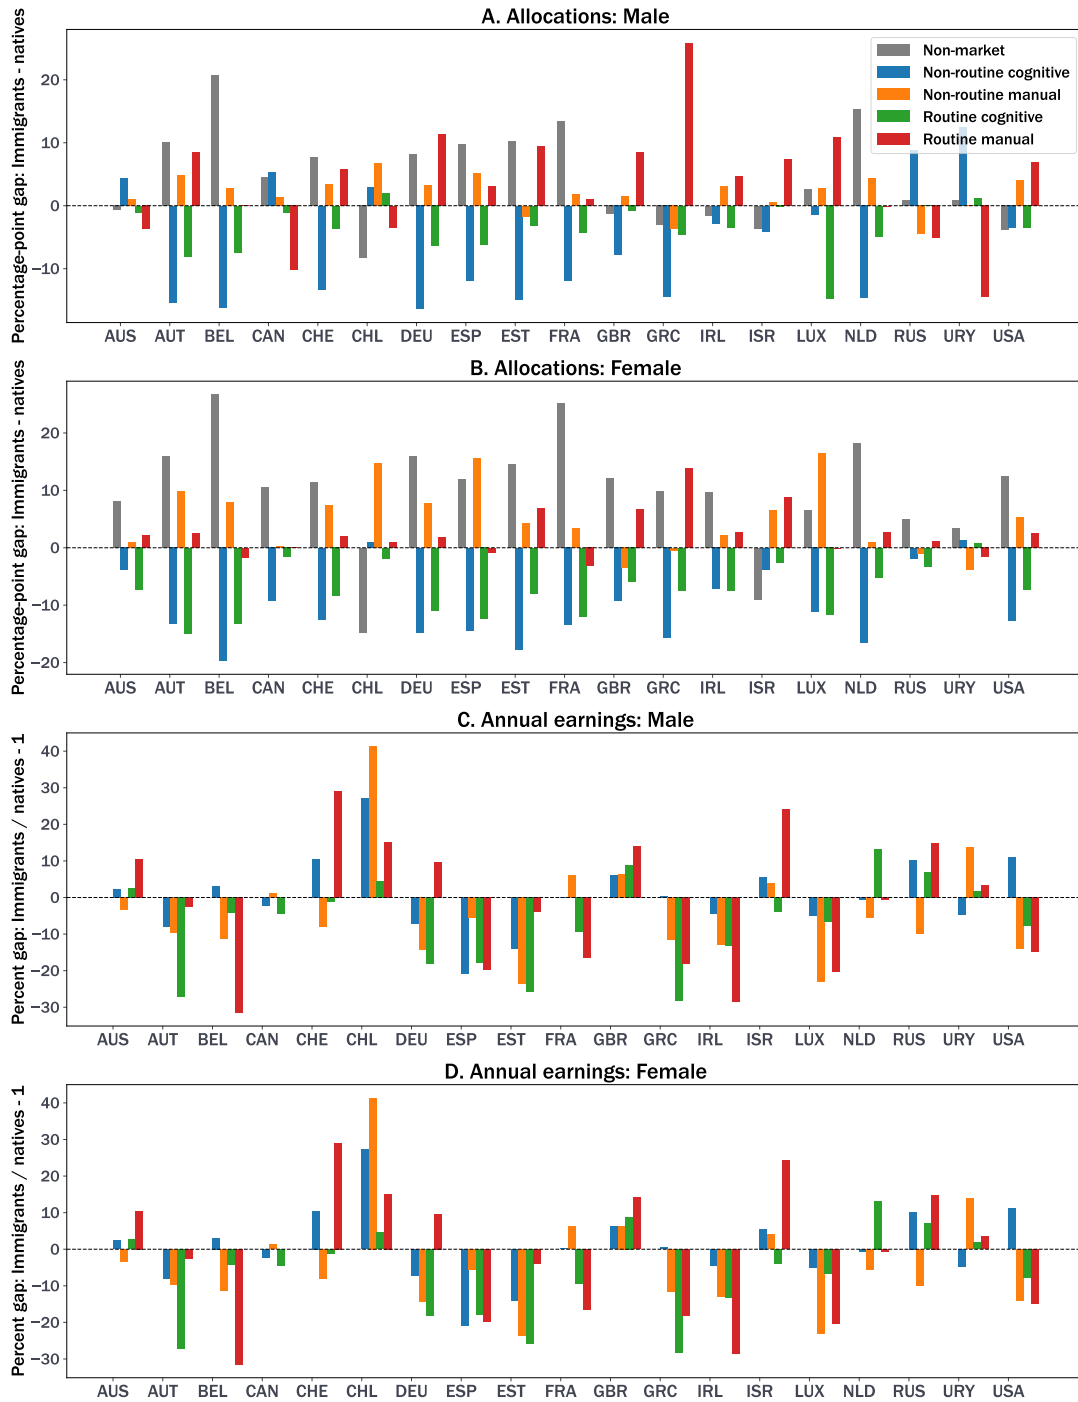 A. Allocations: Male
Percentage-point gap: Immigrants - natives
20
10
0
−10
Non-market
Non-routine cognitive
Non-routine manual
Routine cognitive
Routine manual
AUS AUT BEL CAN CHE CHL DEU ESP EST FRA GBR GRC IRL ISR LUX NLD RUS URY USA
B. Allocations: Female
Percentage-point gap: Immigrants - natives
20
10
0
−10
−20
AUS AUT BEL CAN CHE CHL DEU ESP EST FRA GBR GRC IRL ISR LUX NLD RUS URY USA
C. Annual earnings: Male
Percent gap: Immigrants / natives - 1
40
30
20
10
0
−10
−20
−30
AUS AUT BEL CAN CHE CHL DEU ESP EST FRA GBR GRC IRL ISR LUX NLD RUS URY USA
D. Annual earnings: Female
Percent gap: Immigrants / natives - 1
40
30
20
10
0
−10
−20
−30
AUS AUT BEL CAN CHE CHL DEU ESP EST FRA GBR GRC IRL ISR LUX NLD RUS URY USA